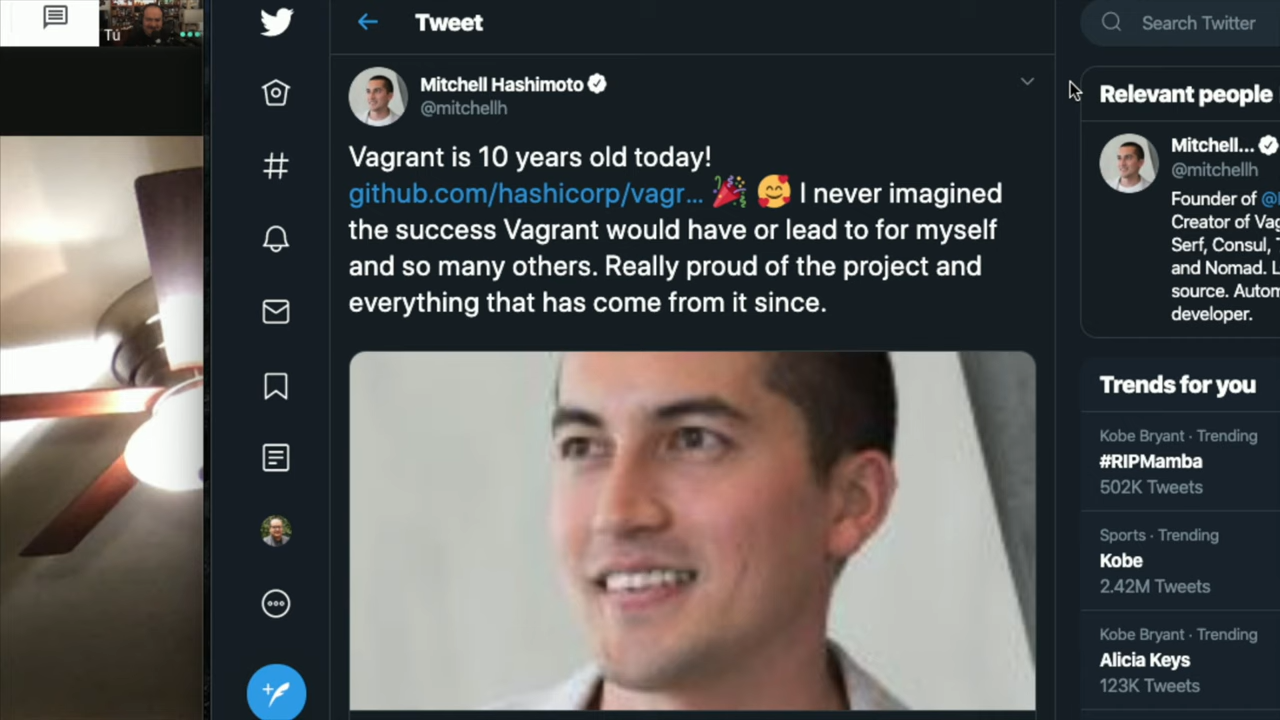 Tú
Tweet
Search Twitter
Mitchell Hashimoto
@mitchellh
Vagrant is 10 years old today!
github.com/hashicorp/vagr... 🎉 🥰 I never imagined
the success Vagrant would have or lead to for myself
and so many others. Really proud of the project and
everything that has come from it since.
Relevant people
Mitchell...
@mitchellh
Founder of @
Creator of Vag
Serf, Consul,
and Nomad. L
source. Autom
developer.
Trends for you
Kobe Bryant · Trending
#RIPMamba
502K Tweets
Sports · Trending
Kobe
2.42M Tweets
Kobe Bryant · Trending
Alicia Keys
123K Tweets